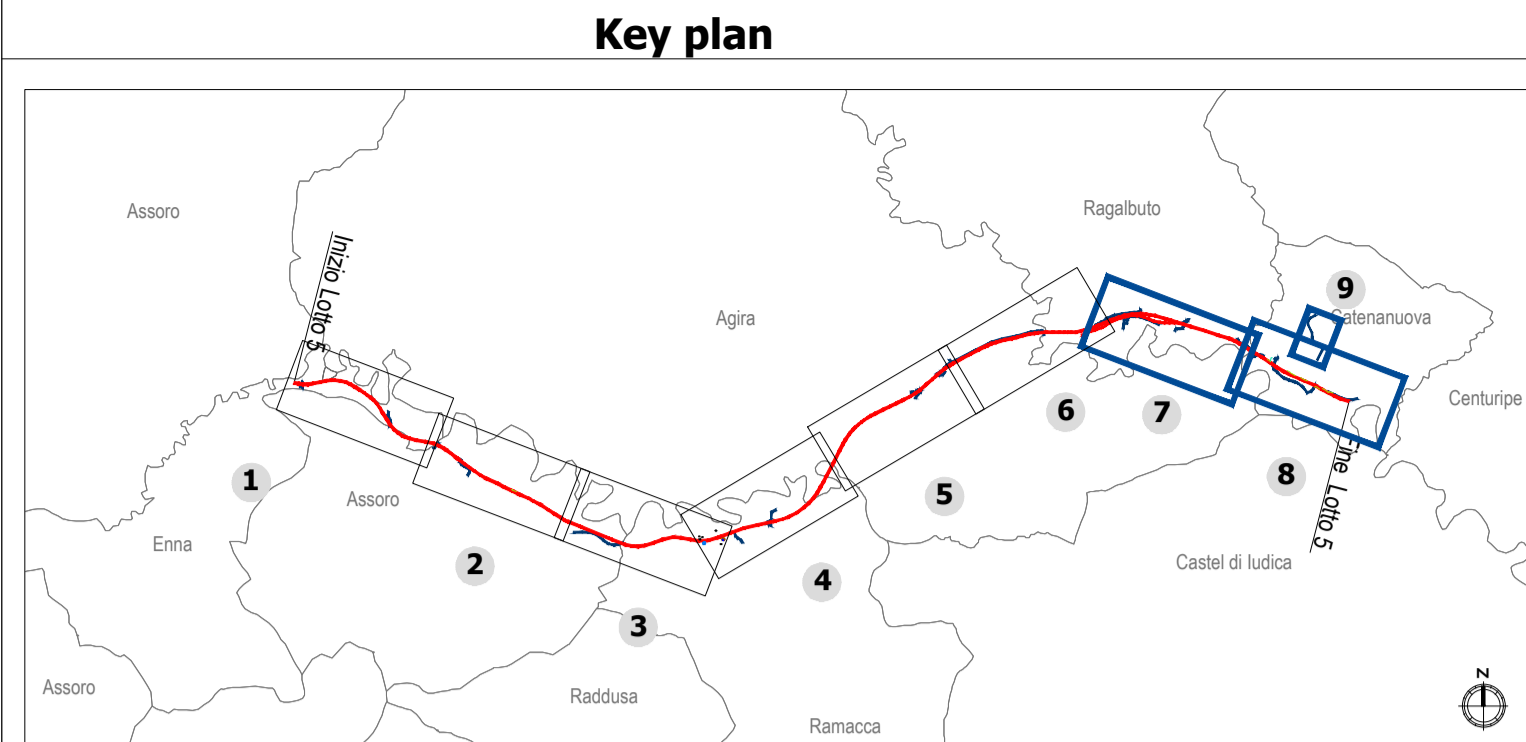 Key plan
Assoro
Ragalbuto
Inizio Lotto 5
9
Agira
Catenanuova
Centuripe
6
7
1
Assoro
5
8
Fine Lotto 5
Enna
2
4
Castel di Iudica
3
Assoro
Raddusa
Ramacca
N